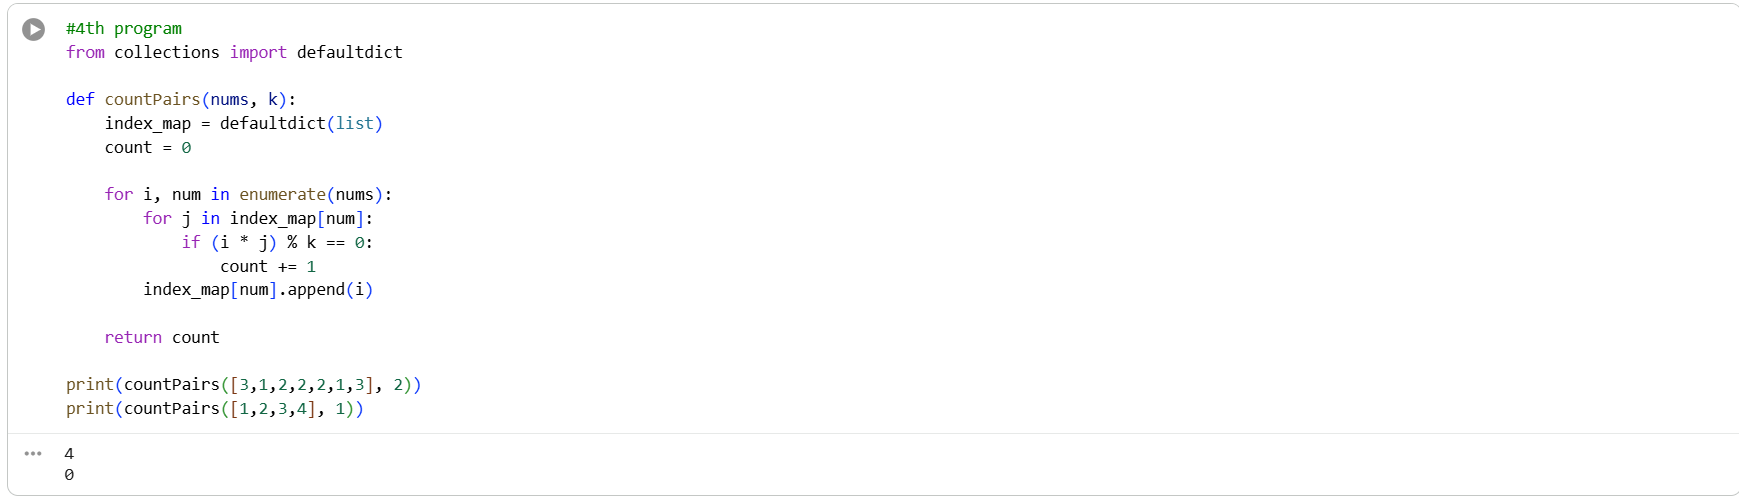 #4th program
from collections import defaultdict
def countPairs(nums, k):
    index_map = defaultdict(list)
    count = 0
    for i, num in enumerate(nums):
        for j in index_map[num]:
            if (i * j) % k == 0:
                count += 1
        index_map[num].append(i)
    return count
print(countPairs([3,1,2,2,2,1,3], 2))
print(countPairs([1,2,3,4], 1))
4
0